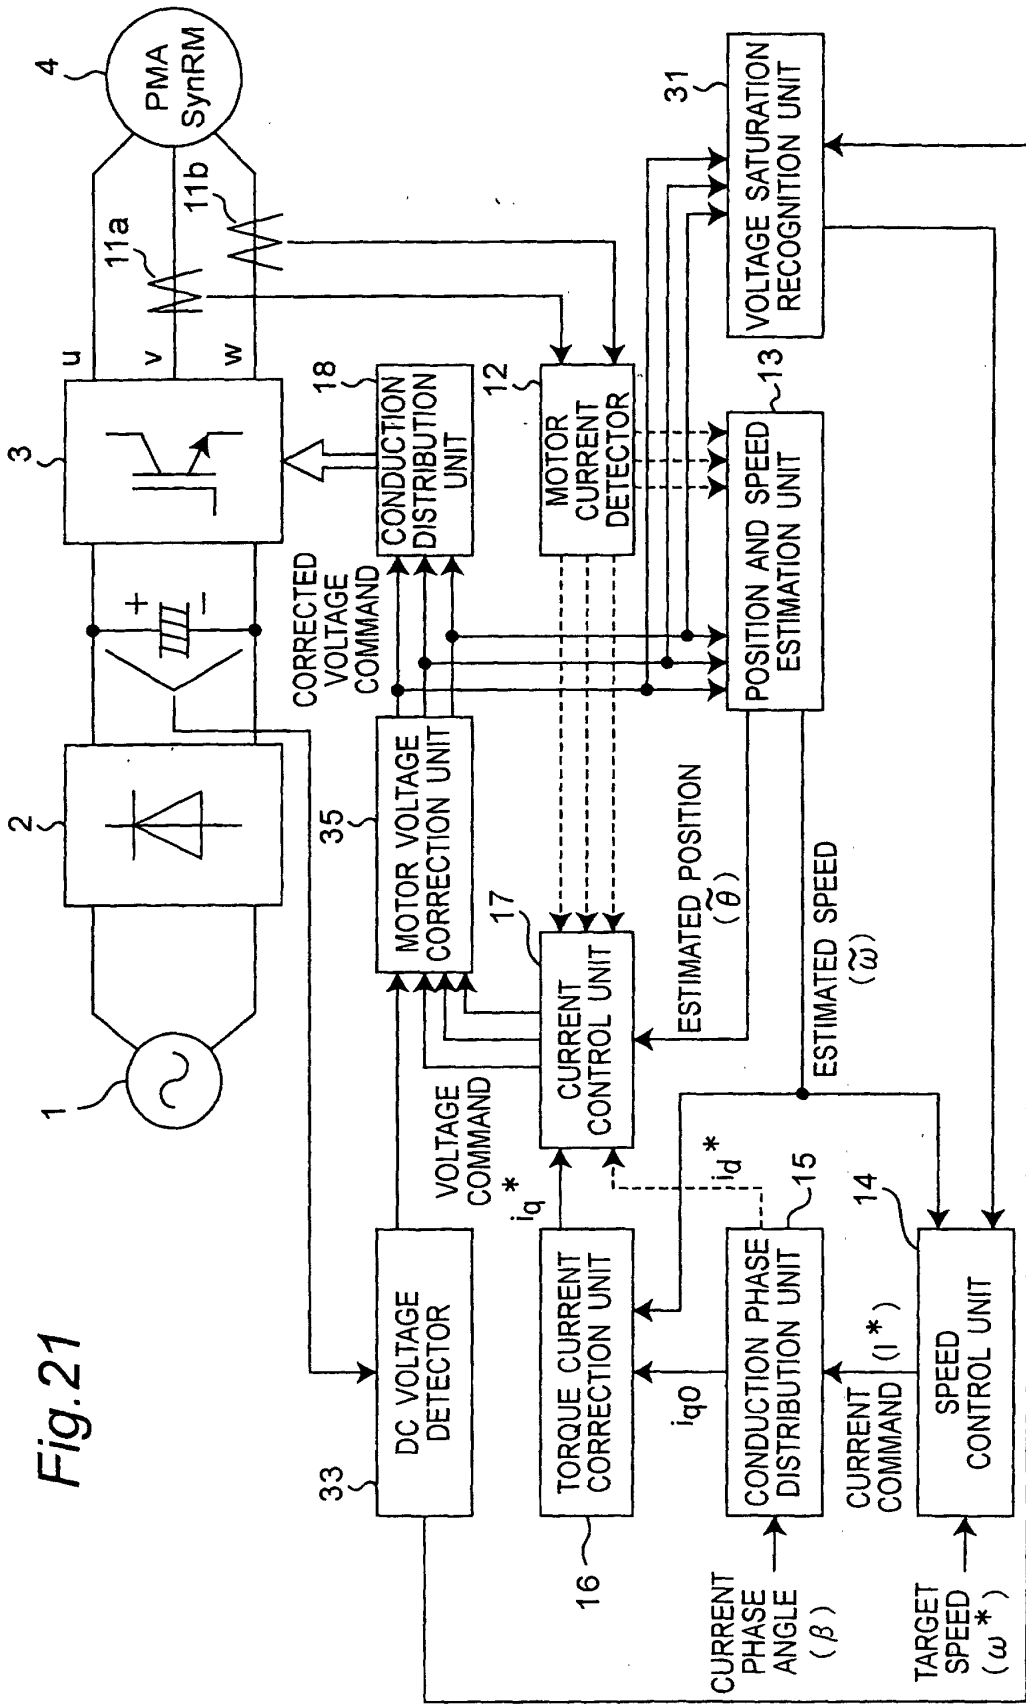 Fig.21
1
2
3
4
PMA
SynRM
u
v
w
11a
11b
+
−
33
DC VOLTAGE
DETECTOR
35
MOTOR VOLTAGE
CORRECTION UNIT
CORRECTED
VOLTAGE
COMMAND
18
CONDUCTION
DISTRIBUTION
UNIT
VOLTAGE
COMMAND
16
TORQUE CURRENT
CORRECTION UNIT
iq*
17
CURRENT
CONTROL UNIT
12
MOTOR
CURRENT
DETECTOR
iq0
id*
ESTIMATED POSITION
(θ̃)
CURRENT
PHASE
ANGLE
(β)
CONDUCTION PHASE
DISTRIBUTION UNIT
15
ESTIMATED SPEED
(ω̃)
POSITION AND SPEED
ESTIMATION UNIT
13
31
VOLTAGE SATURATION
RECOGNITION UNIT
CURRENT
COMMAND (I*)
TARGET
SPEED
(ω*)
14
SPEED
CONTROL UNIT